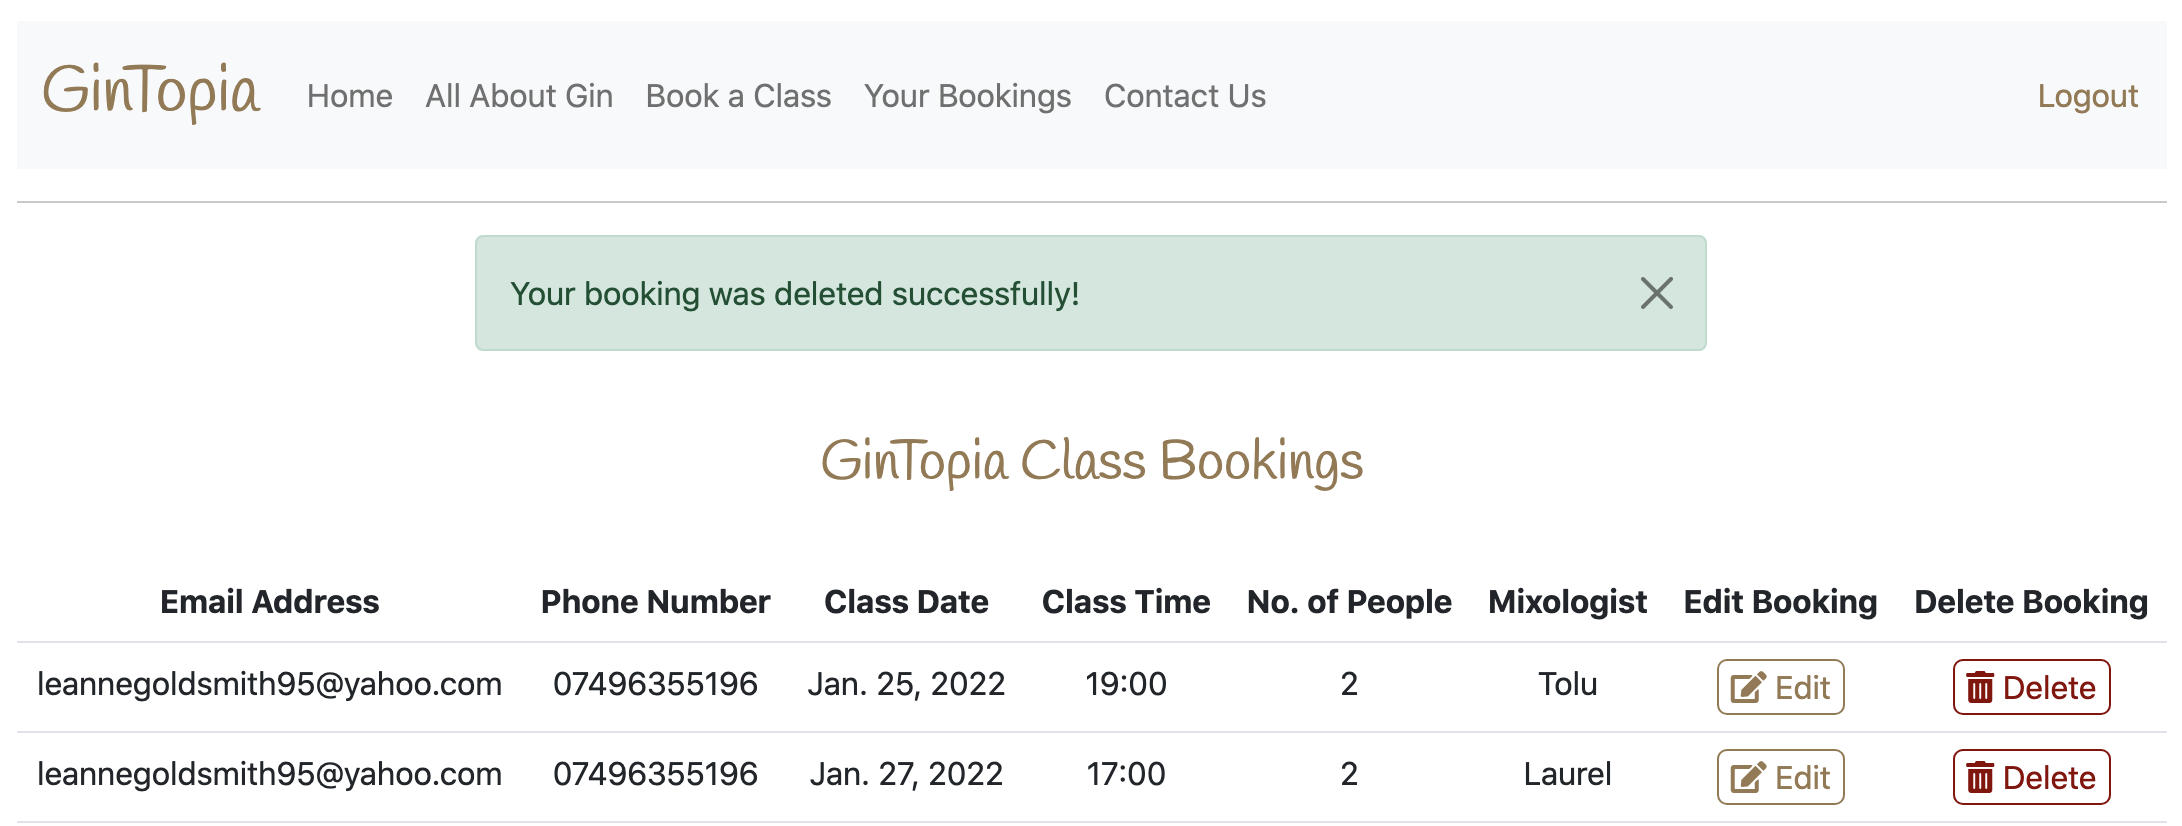 GinTopia Home All About Gin Book a Class Your Bookings Contact Us Logout
Your booking was deleted successfully!
GinTopia Class Bookings
Email Address Phone Number Class Date Class Time No. of People Mixologist Edit Booking Delete Booking
leannegoldsmith95@yahoo.com 07496355196 Jan. 25, 2022 19:00 2 Tolu Edit Delete
leannegoldsmith95@yahoo.com 07496355196 Jan. 27, 2022 17:00 2 Laurel Edit Delete